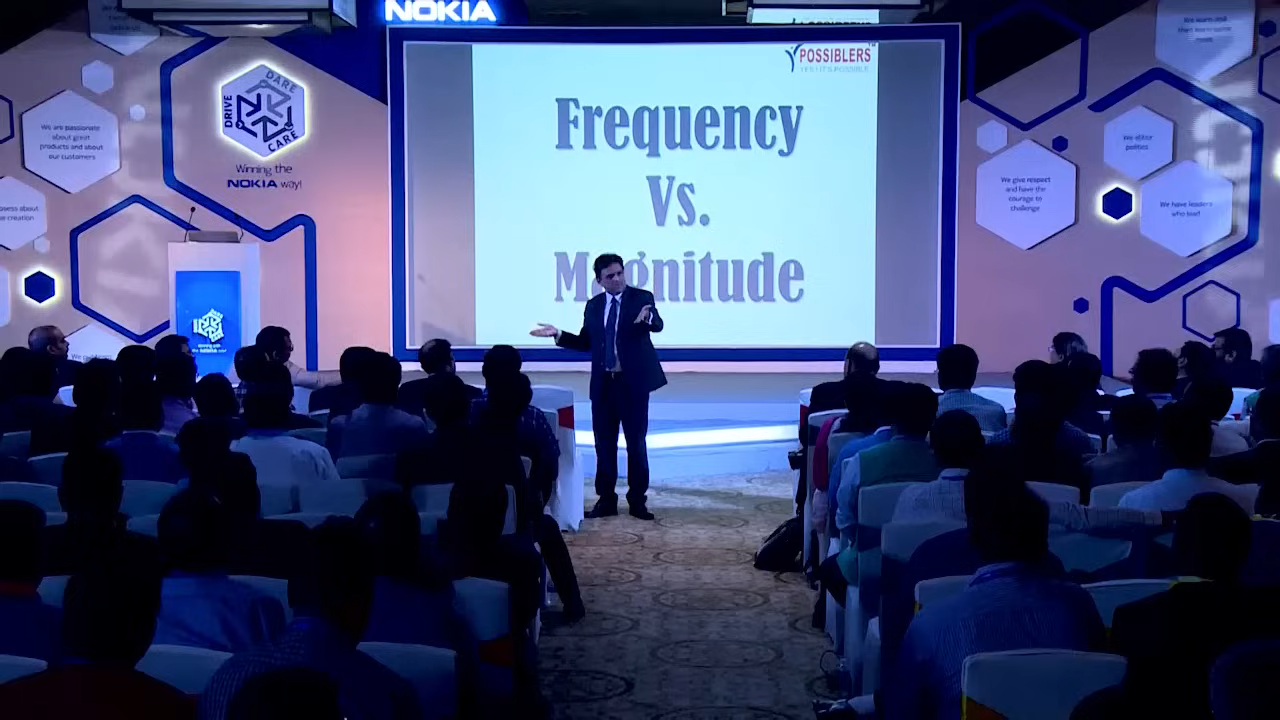 NOKIA
POSSIBLERS
Frequency
Vs.
Magnitude
DRIVE
DARE
CARE
Winning the
NOKIA way!
We are passionate
about great
products and about
our customers
We give respect
and have the
courage to
challenge
politics
We have leaders
who lead